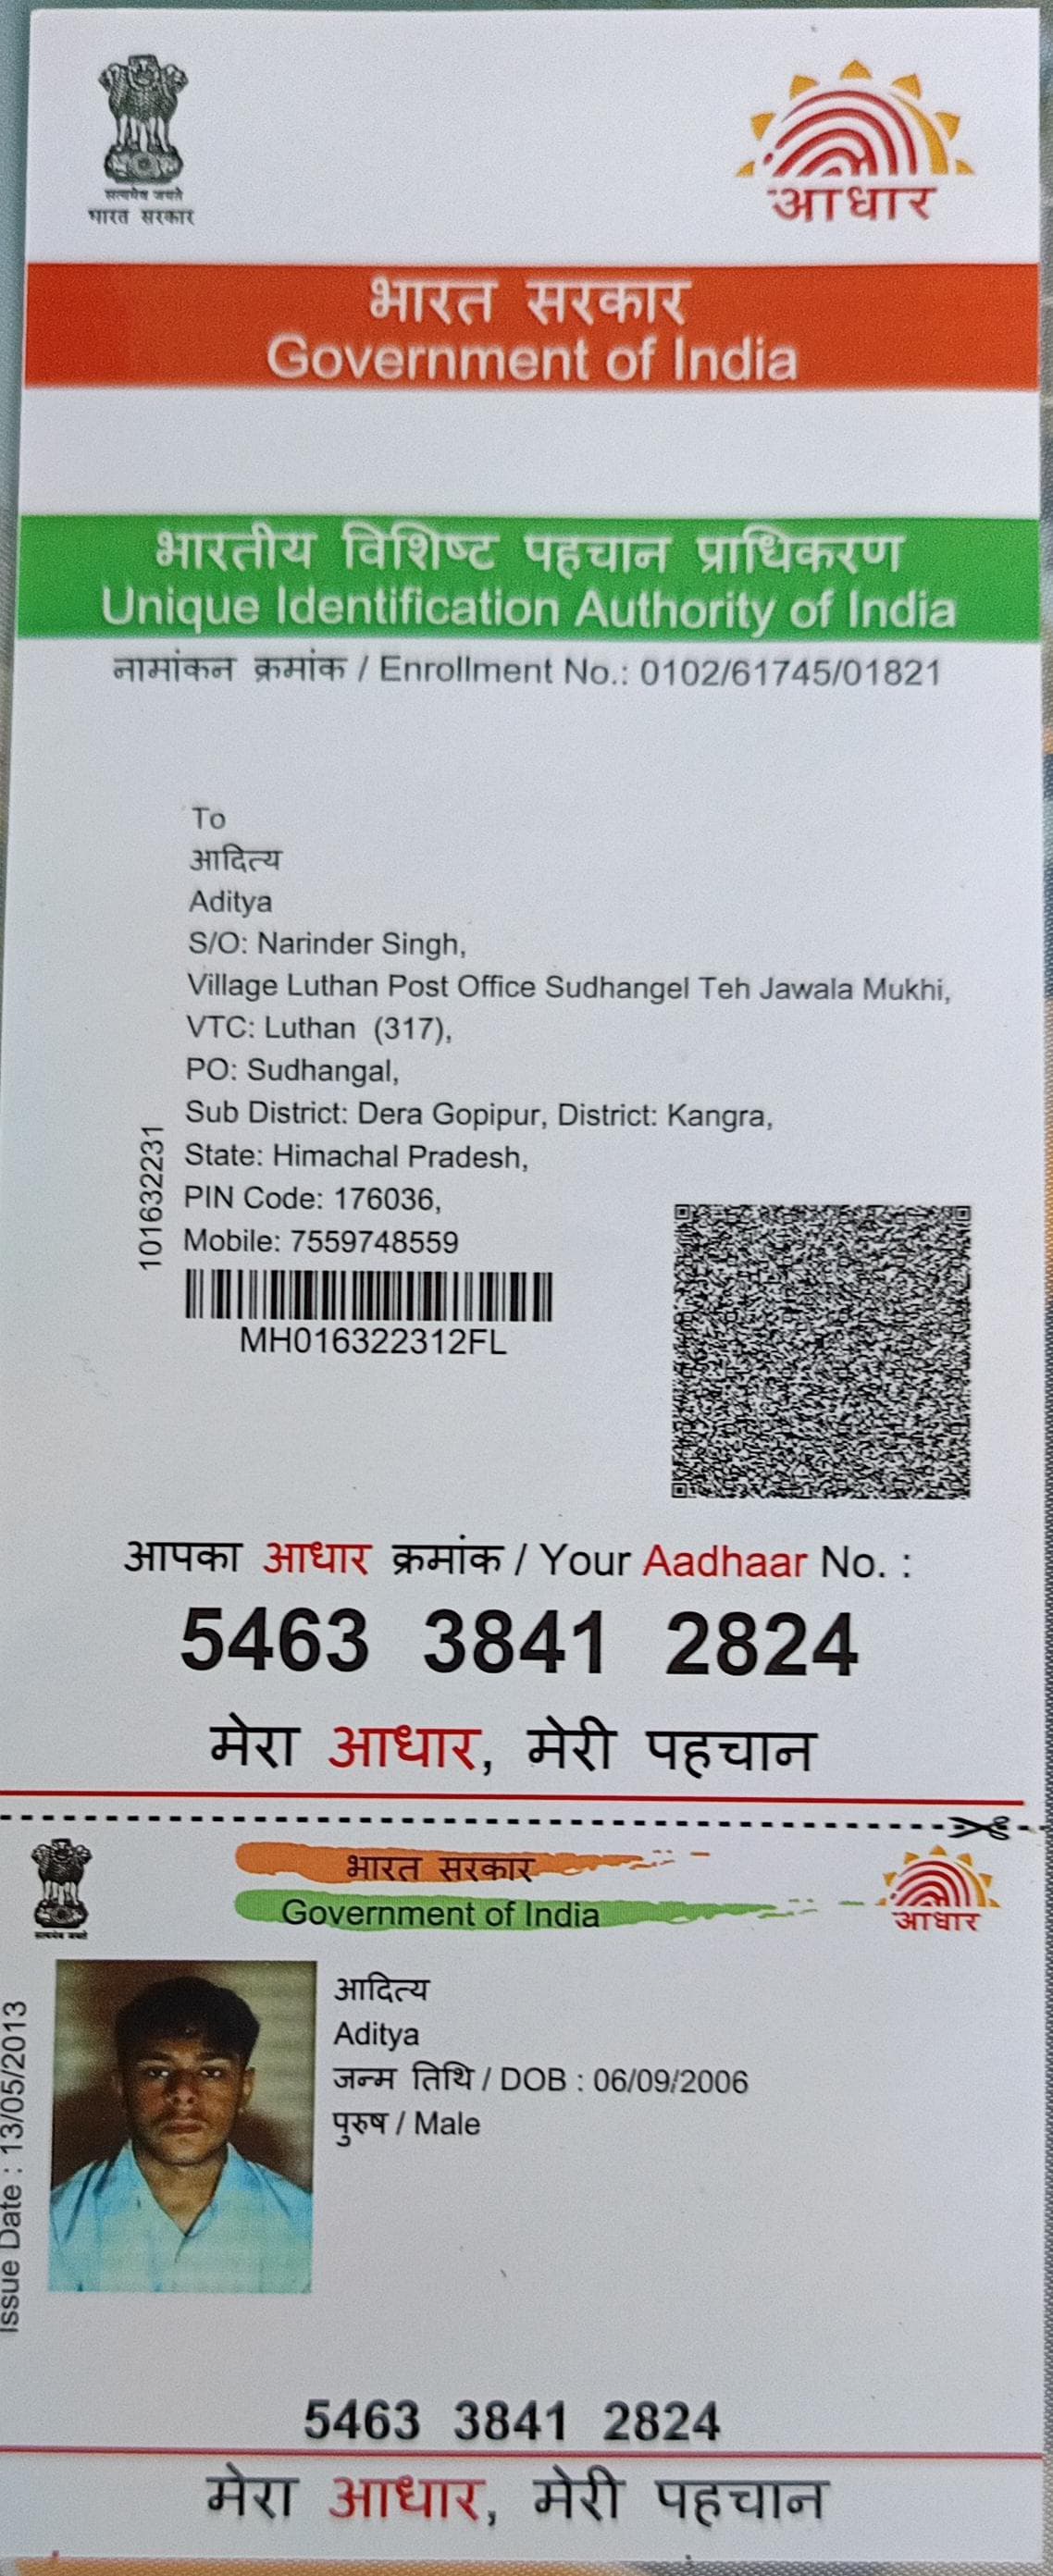 सत्यमेव जयते
भारत सरकार
आधार
भारत सरकार
Government of India
भारतीय विशिष्ट पहचान प्राधिकरण
Unique Identification Authority of India
नामांकन क्रमांक / Enrollment No.: 0102/61745/01821
To
आदित्य
Aditya
S/O: Narinder Singh,
Village Luthan Post Office Sudhangel Teh Jawala Mukhi,
VTC: Luthan (317),
PO: Sudhangal,
Sub District: Dera Gopipur, District: Kangra,
State: Himachal Pradesh,
PIN Code: 176036,
Mobile: 7559748559
101632231
MH016322312FL
आपका आधार क्रमांक / Your Aadhaar No. :
5463 3841 2824
मेरा आधार, मेरी पहचान
सत्यमेव जयते
भारत सरकार
Government of India
आधार
Issue Date : 13/05/2013
आदित्य
Aditya
जन्म तिथि / DOB : 06/09/2006
पुरुष / Male
5463 3841 2824
मेरा आधार, मेरी पहचान